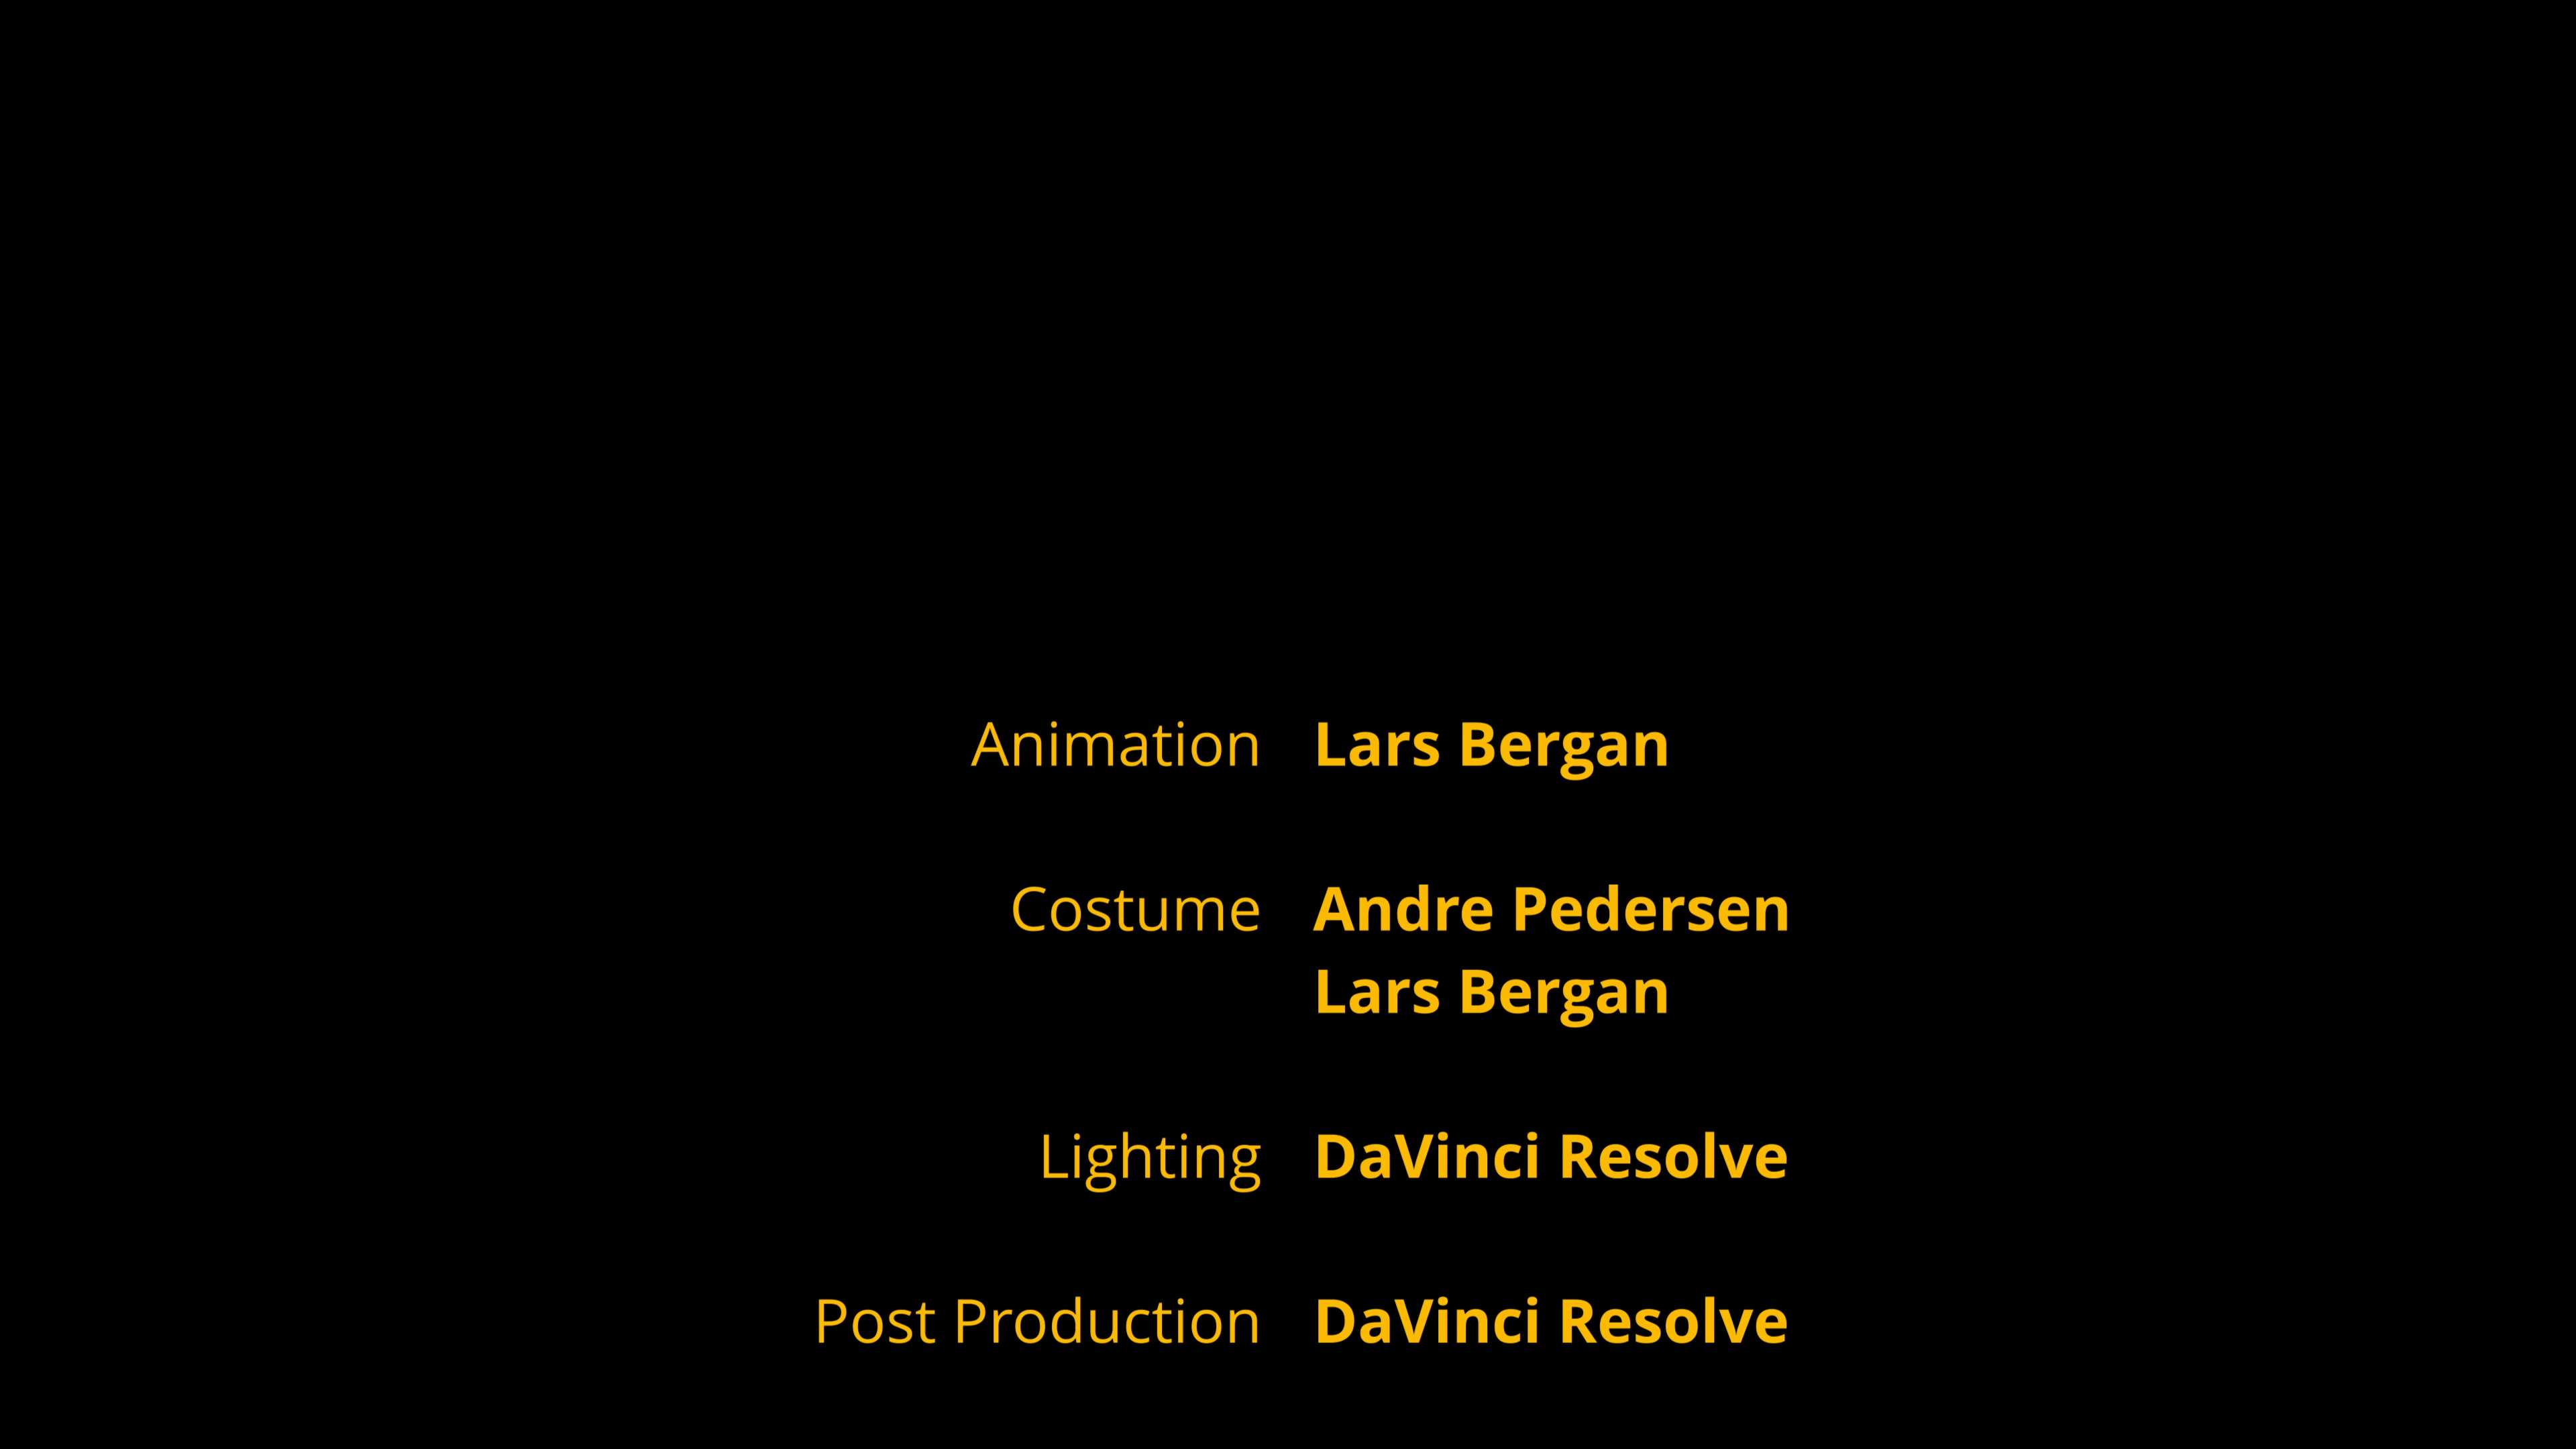 Animation Lars Bergan
Costume Andre Pedersen
Lars Bergan
Lighting DaVinci Resolve
Post Production DaVinci Resolve